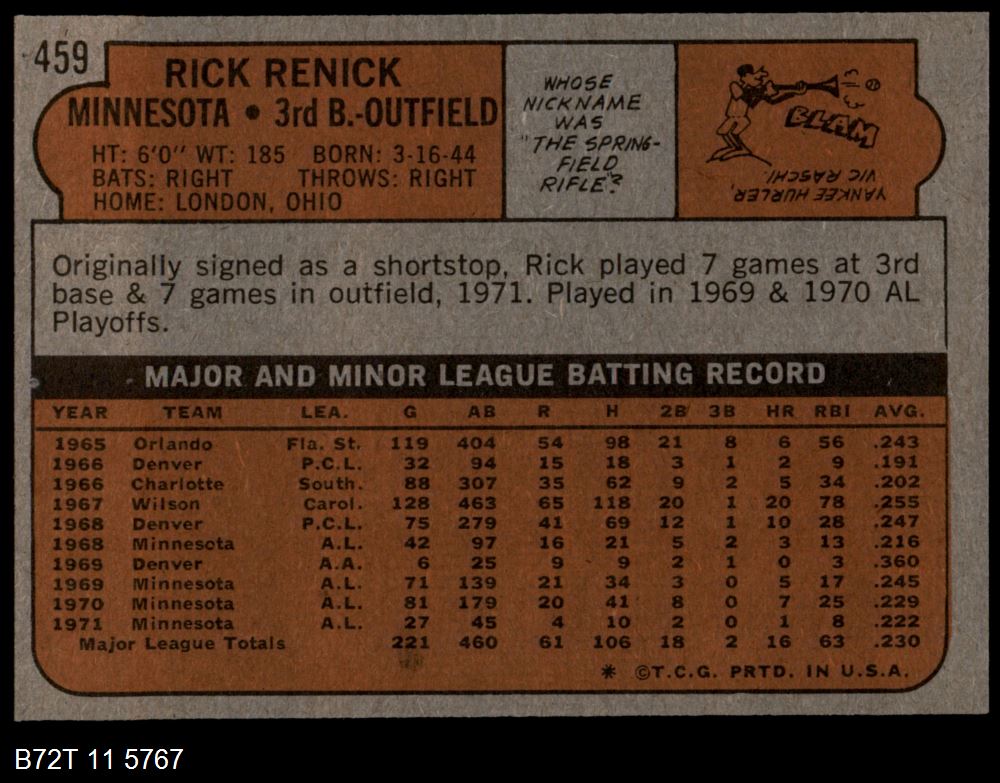 459
RICK RENICK
MINNESOTA • 3rd B.-OUTFIELD
HT: 6'0" WT: 185 BORN: 3-16-44
BATS: RIGHT THROWS: RIGHT
HOME: LONDON, OHIO
WHOSE
NICKNAME
WAS
"THE SPRING-
FIELD
RIFLE"?
BLAM
YANKEE HURLER,
VIC RASCHI.
Originally signed as a shortstop, Rick played 7 games at 3rd
base & 7 games in outfield, 1971. Played in 1969 & 1970 AL
Playoffs.
MAJOR AND MINOR LEAGUE BATTING RECORD
YEAR TEAM LEA. G AB R H 2B 3B HR RBI AVG.
1965 Orlando Fla. St. 119 404 54 98 21 8 6 56 .243
1966 Denver P.C.L. 32 94 15 18 3 1 2 9 .191
1966 Charlotte South. 88 307 35 62 9 2 5 34 .202
1967 Wilson Carol. 128 463 65 118 20 1 20 78 .255
1968 Denver P.C.L. 75 279 41 69 12 1 10 28 .247
1968 Minnesota A.L. 42 97 16 21 5 2 3 13 .216
1969 Denver A.A. 6 25 9 9 2 1 0 3 .360
1969 Minnesota A.L. 71 139 21 34 3 0 5 17 .245
1970 Minnesota A.L. 81 179 20 41 8 0 7 25 .229
1971 Minnesota A.L. 27 45 4 10 2 0 1 8 .222
Major League Totals 221 460 61 106 18 2 16 63 .230
* ©T.C.G. PRTD. IN U.S.A.
B72T 11 5767